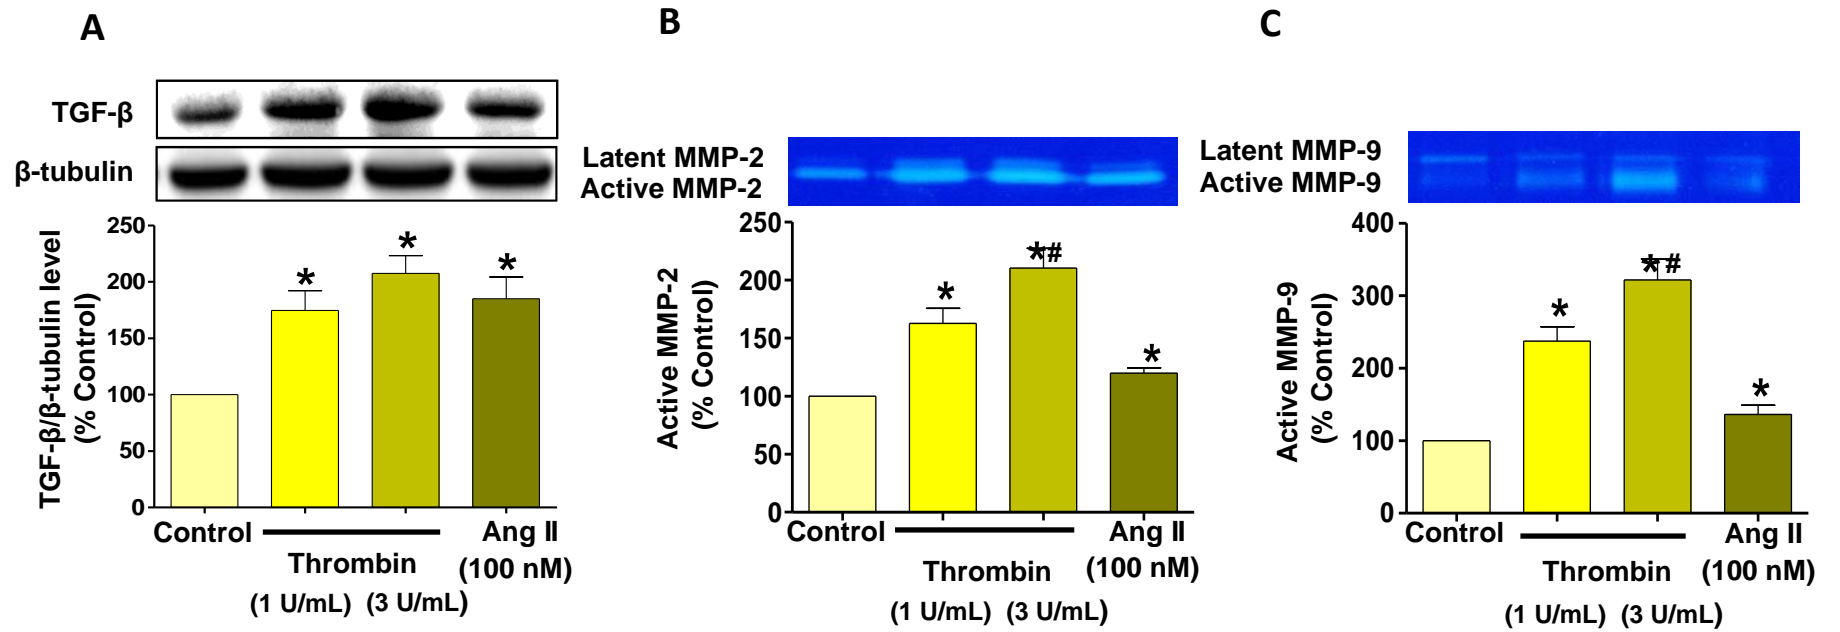 A
TGF-β
β-tubulin
TGF-β/β-tubulin level
(% Control)
250
200
150
100
50
0
*
*
*
Control
Thrombin
(1 U/mL) (3 U/mL)
Ang II
(100 nM)
B
Latent MMP-2
Active MMP-2
Active MMP-2
(% Control)
250
200
150
100
50
0
*
*#
*
Control
Thrombin
(1 U/mL) (3 U/mL)
Ang II
(100 nM)
C
Latent MMP-9
Active MMP-9
Active MMP-9
(% Control)
400
300
200
100
0
*
*#
*
Control
Thrombin
(1 U/mL) (3 U/mL)
Ang II
(100 nM)